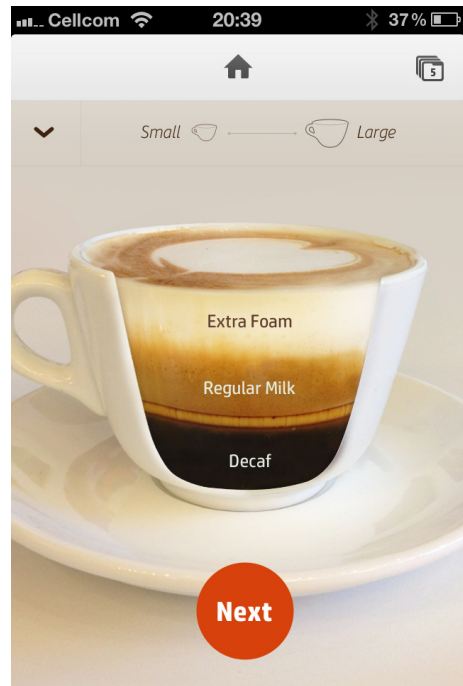 Cellcom 20:39 37%
5
Small Large
Extra Foam
Regular Milk
Decaf
Next